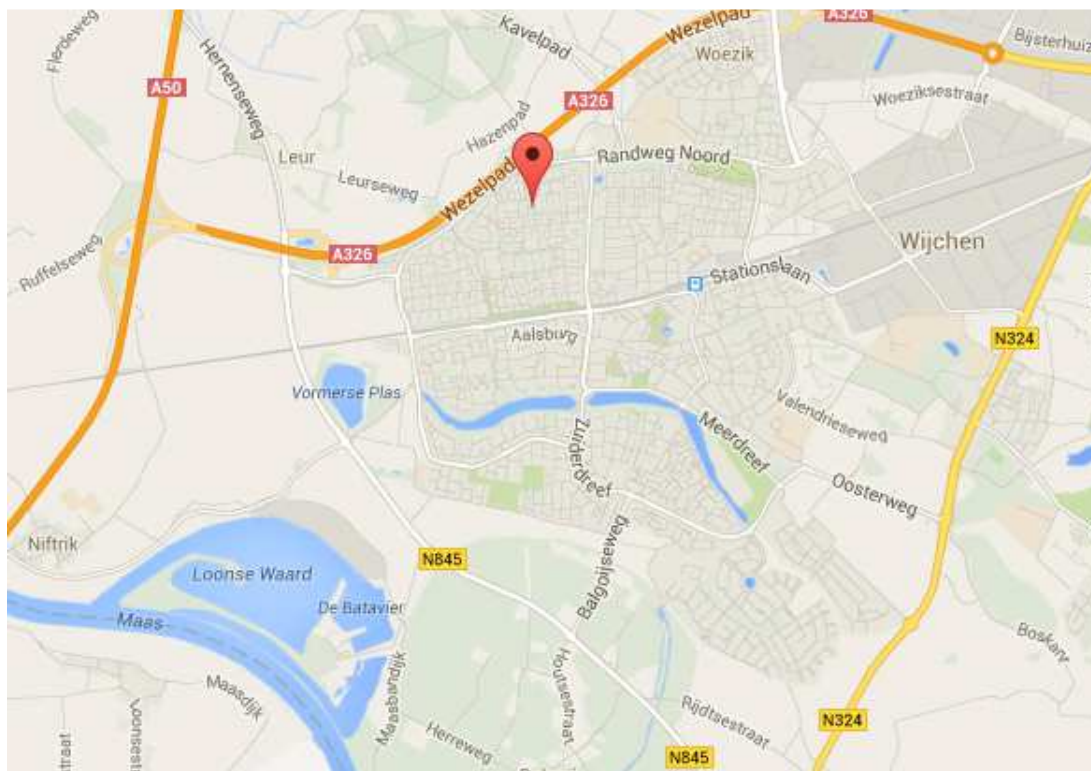 Flerdeweg
Hernenseweg
Kavelpad
Wezelpad
Woezik
A326
Bijsterhuiz
A50
A326
Woeziksestraat
Hazenpad
Leur
Leurseweg
Wezelpad
Randweg Noord
Ruffelseweg
A326
Wijchen
Stationslaan
Aalsburg
N324
Vormerse Plas
Valendrieseweg
Meerdreef
Zuiderdreef
Oosterweg
Niftrik
N845
Balgoijseweg
Loonse Waard
De Batavier
Maas
Boskant
Maasdijk
Maasbandijk
Houtsestraat
Rijdtsestraat
N324
Herreweg
N845
traat